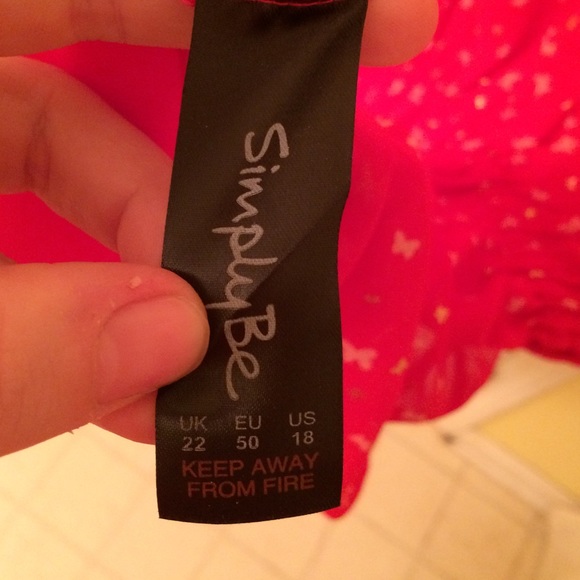 SimplyBe
UK EU US
22 50 18
KEEP AWAY
FROM FIRE